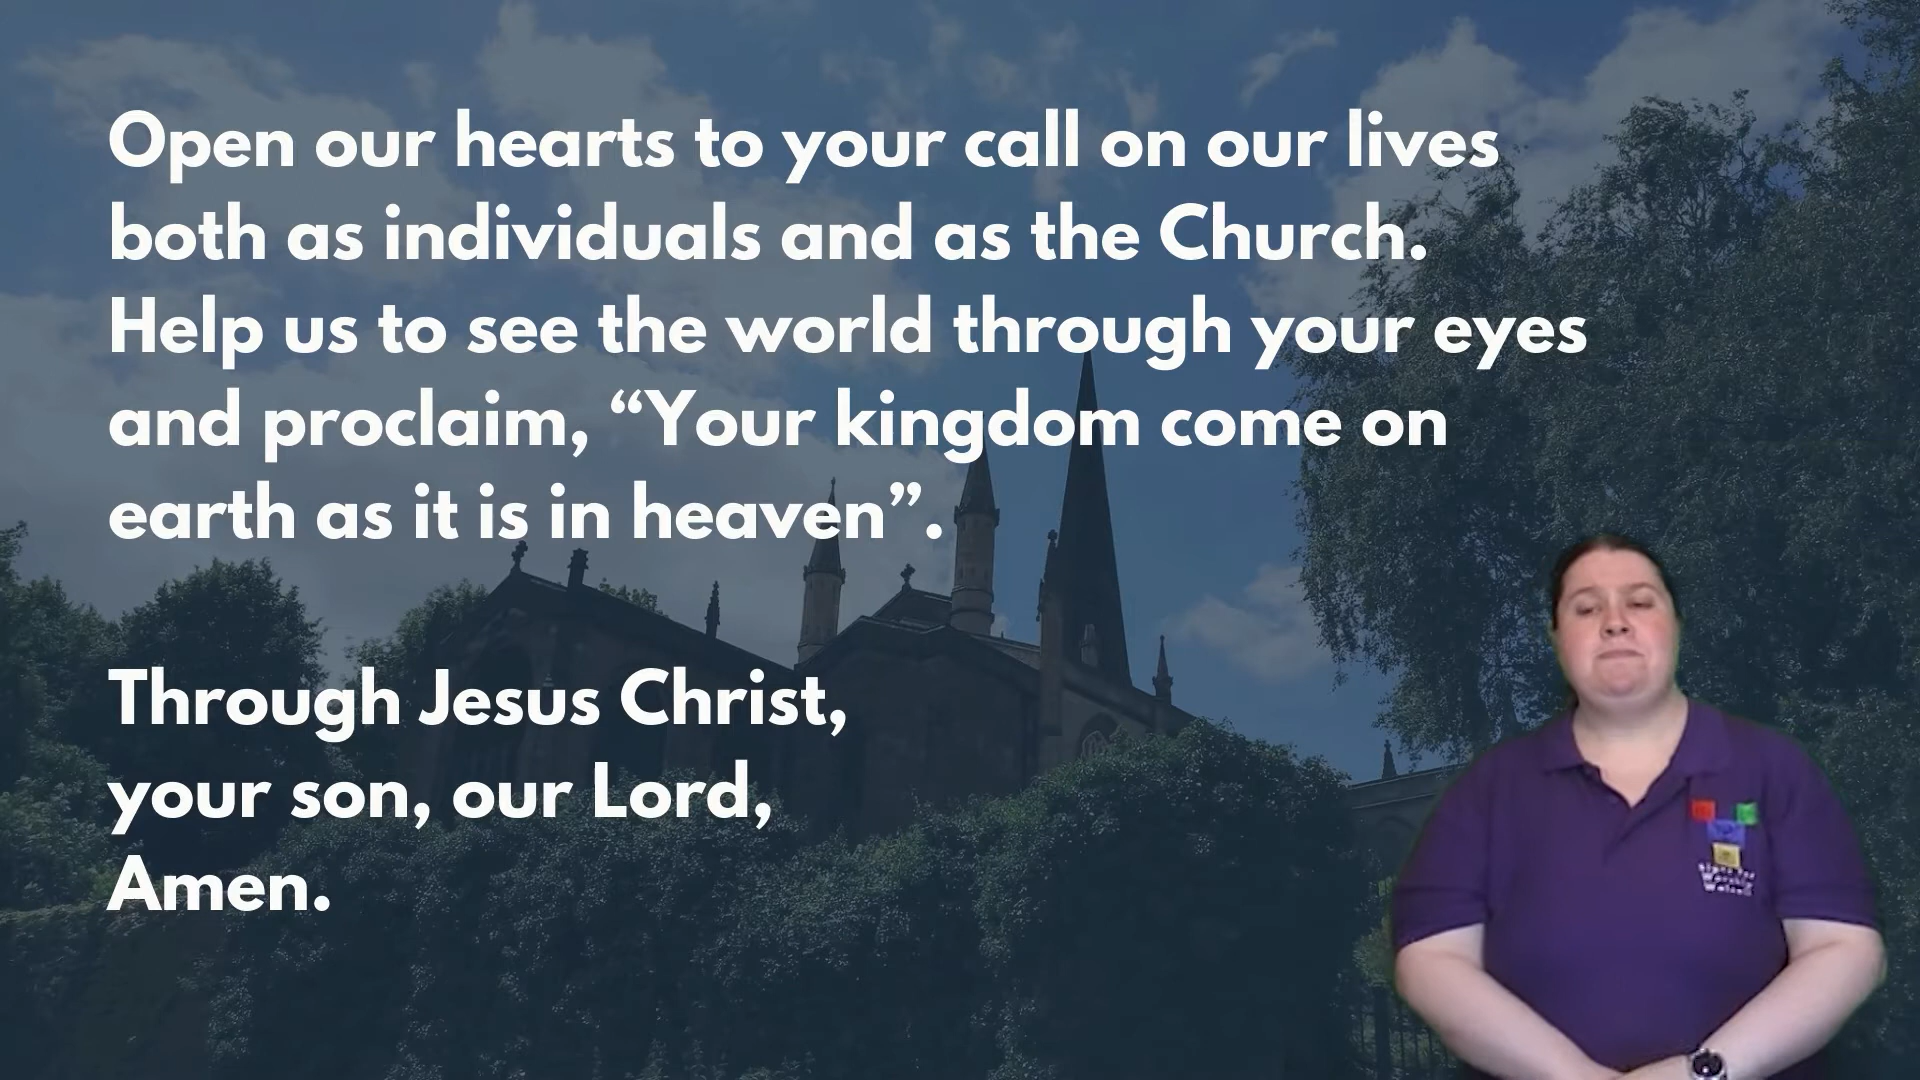 Open our hearts to your call on our lives
both as individuals and as the Church.
Help us to see the world through your eyes
and proclaim, “Your kingdom come on
earth as it is in heaven”.
Through Jesus Christ,
your son, our Lord,
Amen.